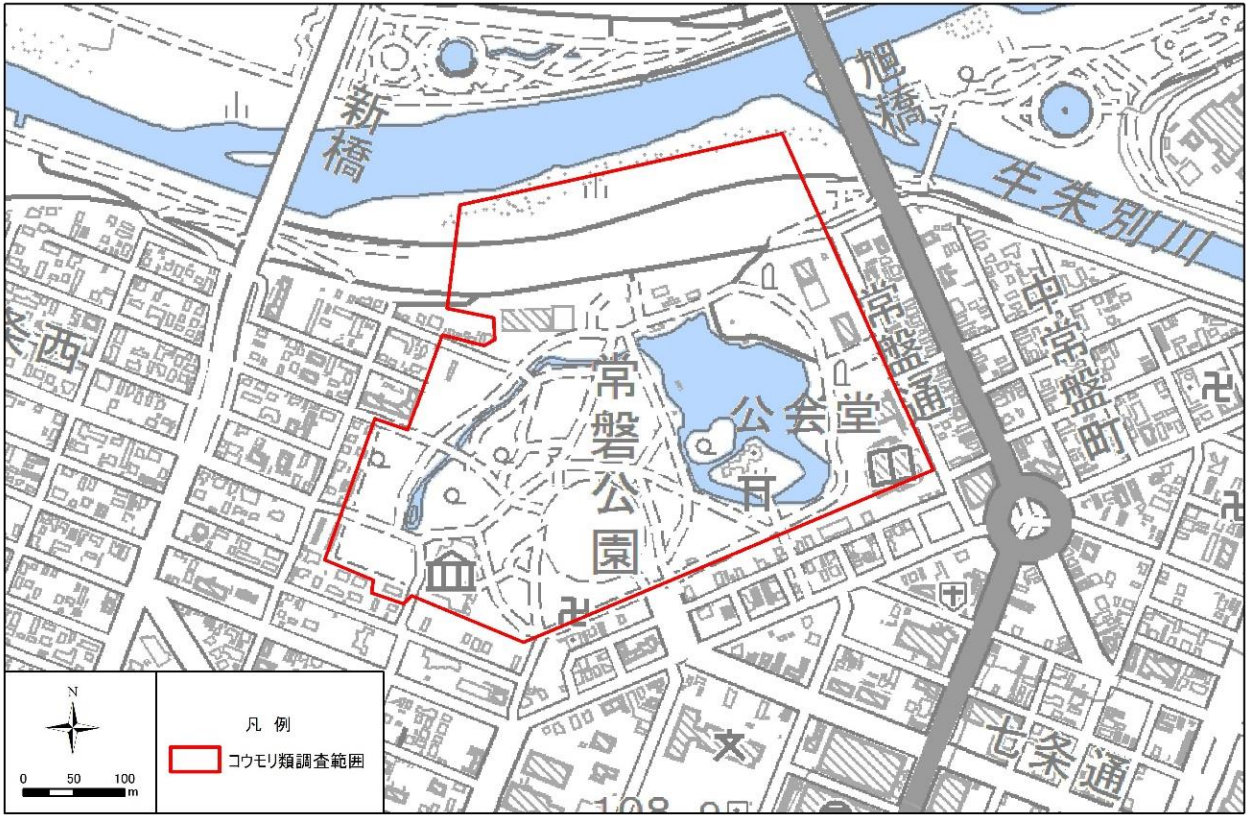 新橋
旭橋
牛朱別川
条西
常盤通
中常盤町
常磐公園
公会堂
七条通
108
N
0 50 100
m
凡例
コウモリ類調査範囲